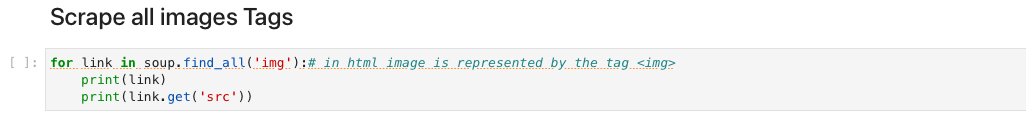 Scrape all images Tags
[ ]: for link in soup.find_all('img'):# in html image is represented by the tag <img>
    print(link)
    print(link.get('src'))